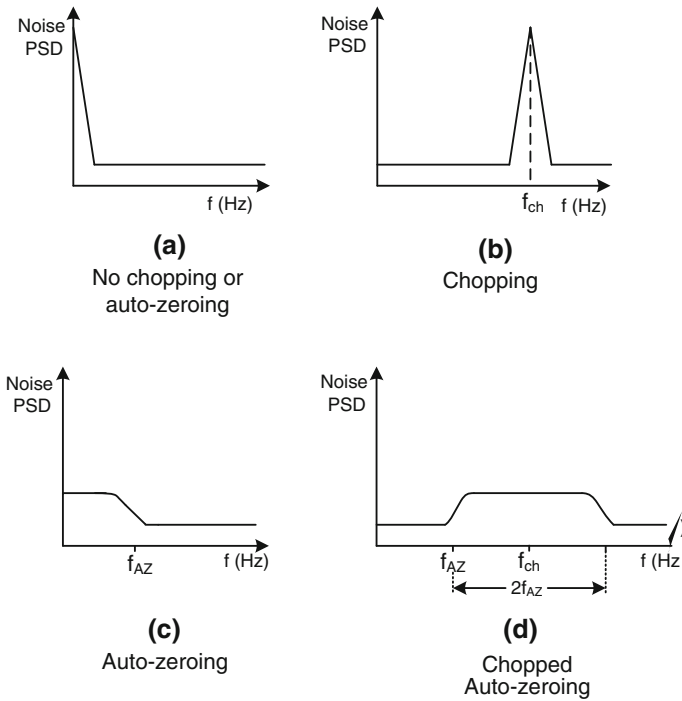 Noise
PSD
f (Hz)
(a)
No chopping or
auto-zeroing
Noise
PSD
fch
f (Hz)
(b)
Chopping
Noise
PSD
fAZ
f (Hz)
(c)
Auto-zeroing
Noise
PSD
fAZ
fch
f (Hz
2fAZ
(d)
Chopped
Auto-zeroing